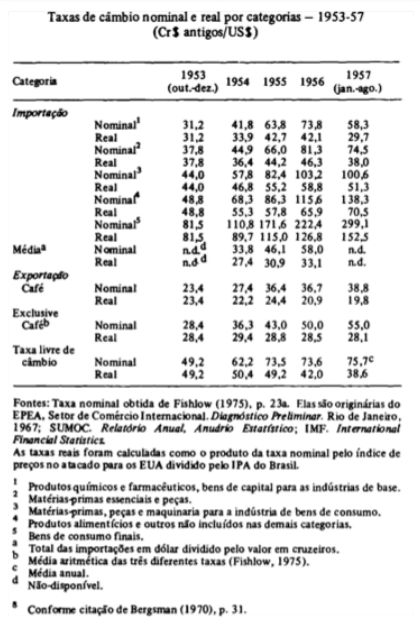 Taxas de câmbio nominal e real por categorias — 1953-57
(Cr$ antigos/US$)
Categoria 1953 (out.-dez.) 1954 1955 1956 1957 (jan.-ago.)
Importação
Nominal¹ 31,2 41,8 63,8 73,8 58,3
Real 31,2 33,9 42,7 42,1 29,7
Nominal² 37,8 44,9 66,0 81,3 74,5
Real 37,8 36,4 44,2 46,3 38,0
Nominal³ 44,0 57,8 82,4 103,2 100,6
Real 44,0 46,8 55,2 58,8 51,3
Nominal⁴ 48,8 68,3 86,3 115,6 138,3
Real 48,8 55,3 57,8 65,9 70,5
Nominal⁵ 81,5 110,8 171,6 222,4 299,1
Real 81,5 89,7 115,0 126,8 152,5
Médiaª Nominal n.d.d 33,8 46,1 58,0 n.d.
Real n.d d 27,4 30,9 33,1 n.d.
Exportação
Café Nominal 23,4 27,4 36,4 36,7 38,8
Real 23,4 22,2 24,4 20,9 19,8
Exclusive
Caféb Nominal 28,4 36,3 43,0 50,0 55,0
Real 28,4 29,4 28,8 28,5 28,1
Taxa livre de
câmbio Nominal 49,2 62,2 73,5 73,6 75,7c
Real 49,2 50,4 49,2 42,0 38,6
Fontes: Taxa nominal obtida de Fishlow (1975), p. 23a. Elas são originárias do
EPEA, Setor de Comércio Internacional. Diagnóstico Preliminar. Rio de Janeiro,
1967; SUMOC. Relatório Anual, Anuário Estatístico; IMF. International
Financial Statistics.
As taxas reais foram calculadas como o produto da taxa nominal pelo índice de
preços no atacado para os EUA dividido pelo IPA do Brasil.
1 Produtos químicos e farmacêuticos, bens de capital para as indústrias de base.
2 Matérias-primas essenciais e peças.
3 Matérias-primas, peças e maquinaria para a indústria de bens de consumo.
4 Produtos alimentícios e outros não incluídos nas demais categorias.
5 Bens de consumo finais.
a Total das importações em dólar dividido pelo valor em cruzeiros.
b Média aritmética das três diferentes taxas (Fishlow, 1975).
c Média anual.
d Não-disponível.
8 Conforme citação de Bergsman (1970), p. 31.